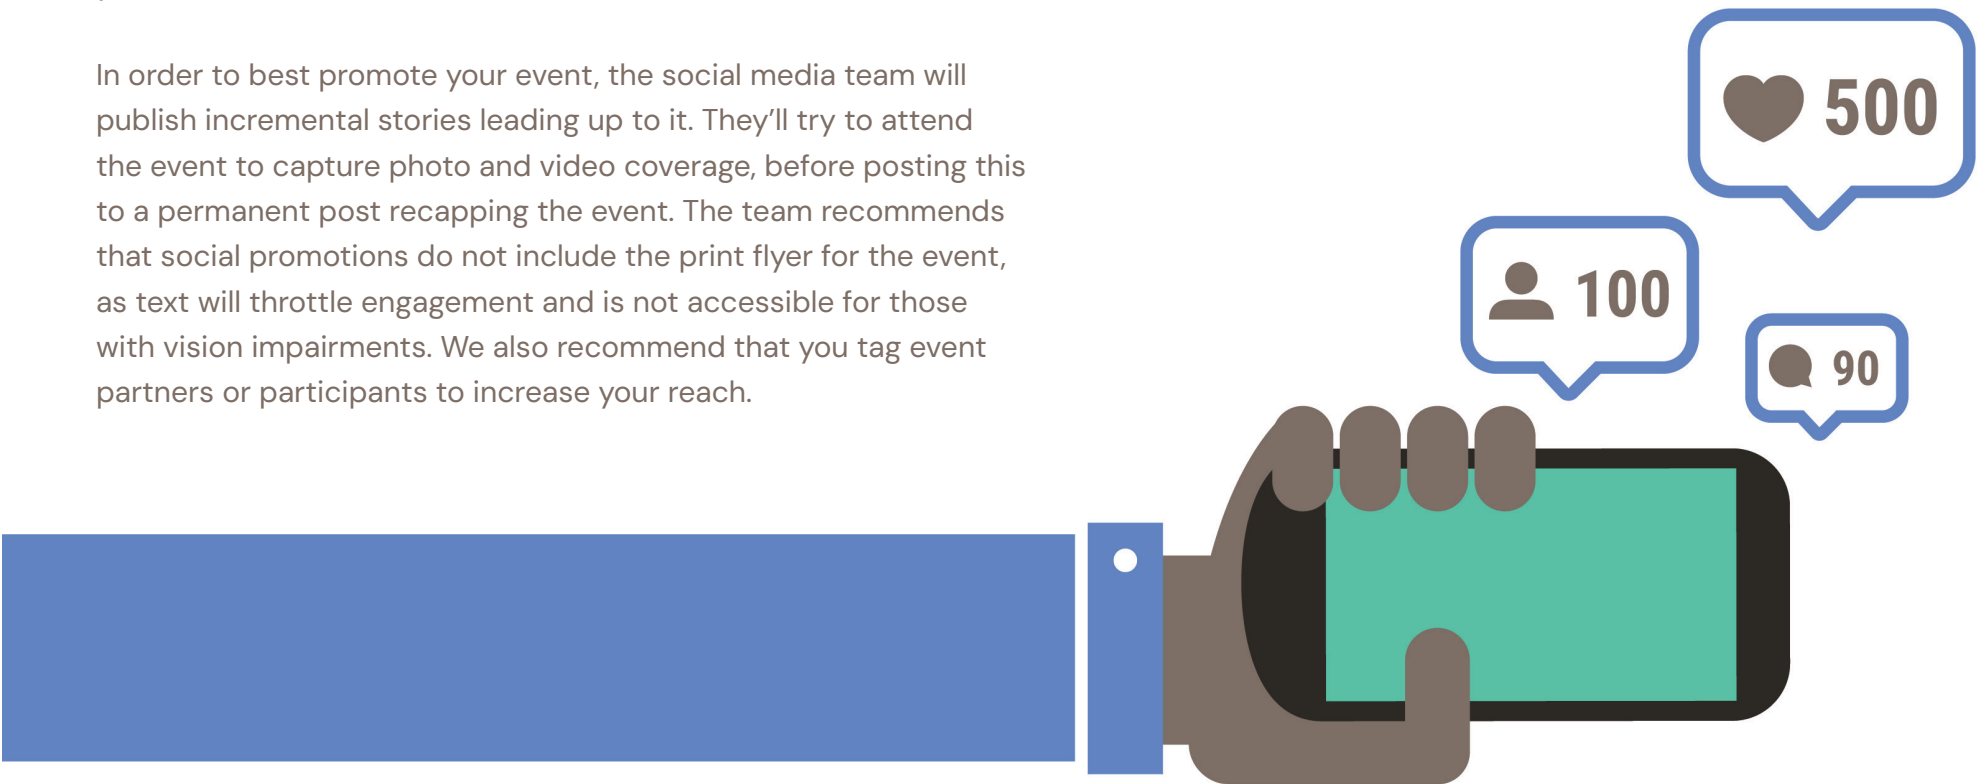 In order to best promote your event, the social media team will
publish incremental stories leading up to it. They’ll try to attend
the event to capture photo and video coverage, before posting this
to a permanent post recapping the event. The team recommends
that social promotions do not include the print flyer for the event,
as text will throttle engagement and is not accessible for those
with vision impairments. We also recommend that you tag event
partners or participants to increase your reach.
500
100
90